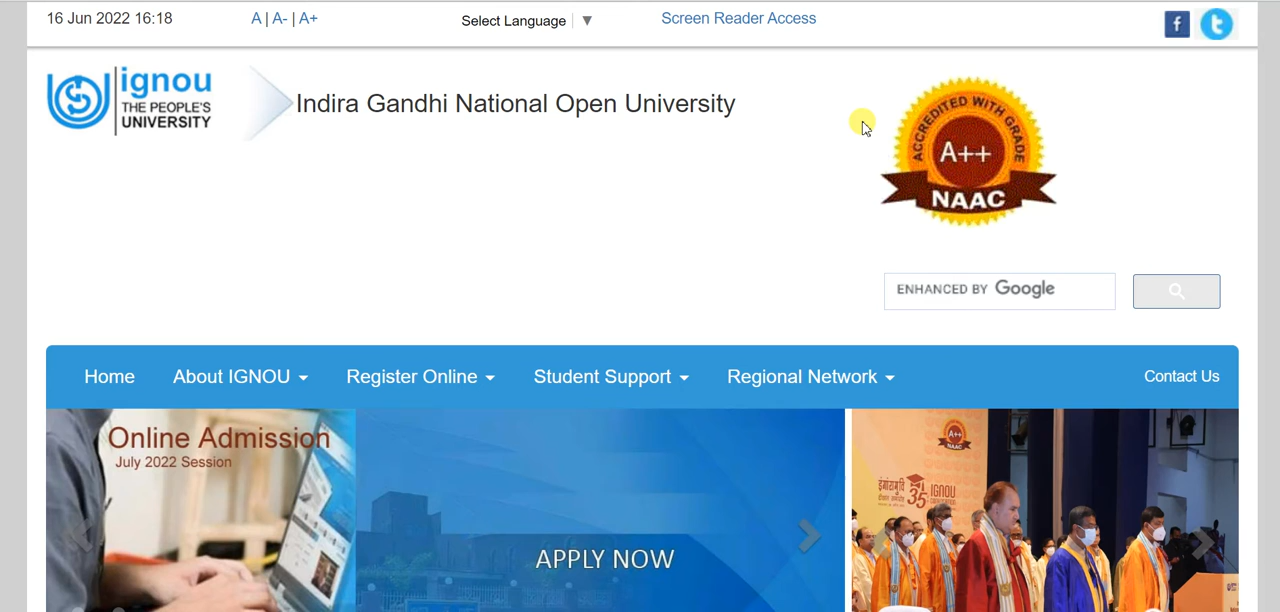 16 Jun 2022 16:18
A | A- | A+
Select Language ▼
Screen Reader Access
f
t
ignou
THE PEOPLE'S
UNIVERSITY
Indira Gandhi National Open University
ACCREDITED WITH GRADE
A++
NAAC
ENHANCED BY Google
Home
About IGNOU
Register Online
Student Support
Regional Network
Contact Us
Online Admission
July 2022 Session
APPLY NOW
A++
NAAC
35
IGNOU